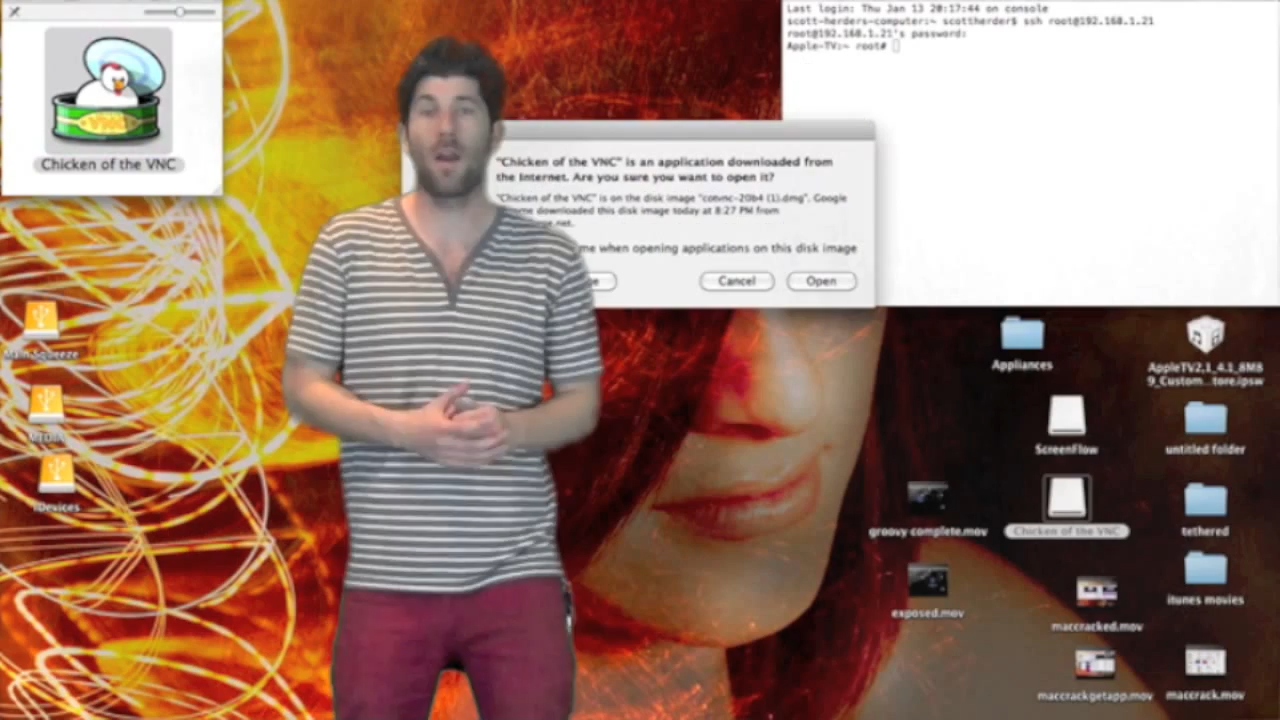 Chicken of the VNC
Last login: Thu Jan 13 20:17:44 on console
scott-herders-computer:~ scottherder$ ssh root@192.168.1.21
root@192.168.1.21's password:
Apple-TV:~ root#
"Chicken of the VNC" is an application downloaded from
the Internet. Are you sure you want to open it?
"Chicken of the VNC" is on the disk image "cotvnc-20b4 (1).dmg". Google
me downloaded this disk image today at 8:27 PM from
me when opening applications on this disk image
Cancel
Open
Main Squeeze
MEDIA
iDevices
Appliances
AppleTV2,1_4.1_8M8
9_Custom...tore.ipsw
ScreenFlow
untitled folder
groovy complete.mov
Chicken of the VNC
tethered
exposed.mov
maccracked.mov
itunes movies
maccrackgetapp.mov
maccrack.mov